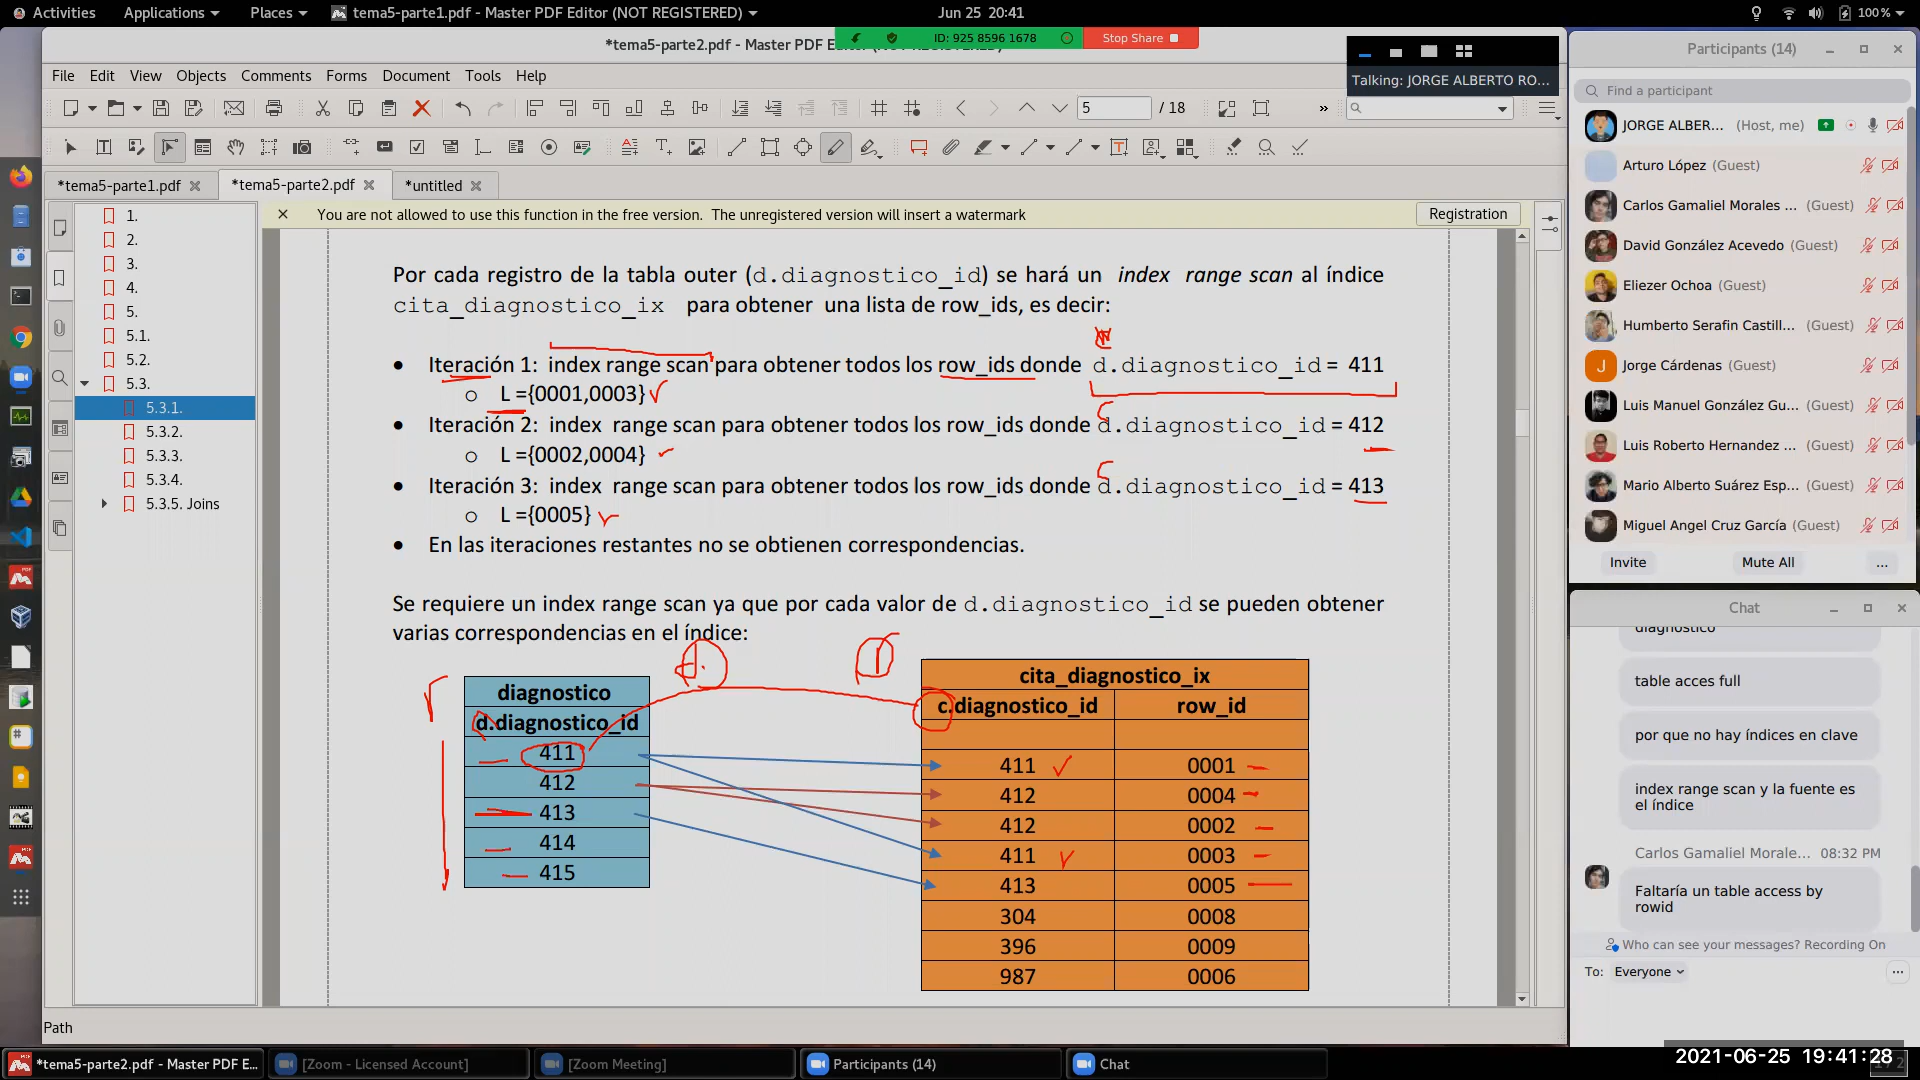 Activities Applications Places tema5-parte1.pdf - Master PDF Editor (NOT REGISTERED) Jun 25 20:41 100%
*tema5-parte2.pdf - Master PDF
ID: 925 8596 1678 Stop Share
Talking: JORGE ALBERTO RO...
File Edit View Objects Comments Forms Document Tools Help
5 / 18
*tema5-parte1.pdf *tema5-parte2.pdf *untitled
You are not allowed to use this function in the free version. The unregistered version will insert a watermark Registration
1.
2.
3.
4.
5.
5.1.
5.2.
5.3.
5.3.1.
5.3.2.
5.3.3.
5.3.4.
5.3.5. Joins
Por cada registro de la tabla outer (d.diagnostico_id) se hará un index range scan al índice
cita_diagnostico_ix para obtener una lista de row_ids, es decir:
• Iteración 1: index range scan para obtener todos los row_ids donde d.diagnostico_id = 411
o L ={0001,0003}
• Iteración 2: index range scan para obtener todos los row_ids donde d.diagnostico_id = 412
o L ={0002,0004}
• Iteración 3: index range scan para obtener todos los row_ids donde d.diagnostico_id = 413
o L ={0005}
• En las iteraciones restantes no se obtienen correspondencias.
Se requiere un index range scan ya que por cada valor de d.diagnostico_id se pueden obtener
varias correspondencias en el índice:
diagnostico
d.diagnostico_id
411
412
413
414
415
cita_diagnostico_ix
c.diagnostico_id row_id
411 0001
412 0004
412 0002
411 0003
413 0005
304 0008
396 0009
987 0006
Path
Participants (14)
Find a participant
JORGE ALBER... (Host, me)
Arturo López (Guest)
Carlos Gamaliel Morales ... (Guest)
David González Acevedo (Guest)
Eliezer Ochoa (Guest)
Humberto Serafin Castill... (Guest)
J Jorge Cárdenas (Guest)
Luis Manuel González Gu... (Guest)
Luis Roberto Hernandez ... (Guest)
Mario Alberto Suárez Esp... (Guest)
Miguel Angel Cruz García (Guest)
Invite Mute All ...
Chat
diagnostico
table acces full
por que no hay índices en clave
index range scan y la fuente es
el índice
Carlos Gamaliel Morale... 08:32 PM
Faltaría un table access by
rowid
Who can see your messages? Recording On
To: Everyone
*tema5-parte2.pdf - Master PDF E... [Zoom - Licensed Account] [Zoom Meeting] Participants (14) Chat
2021-06-25 19:41:28